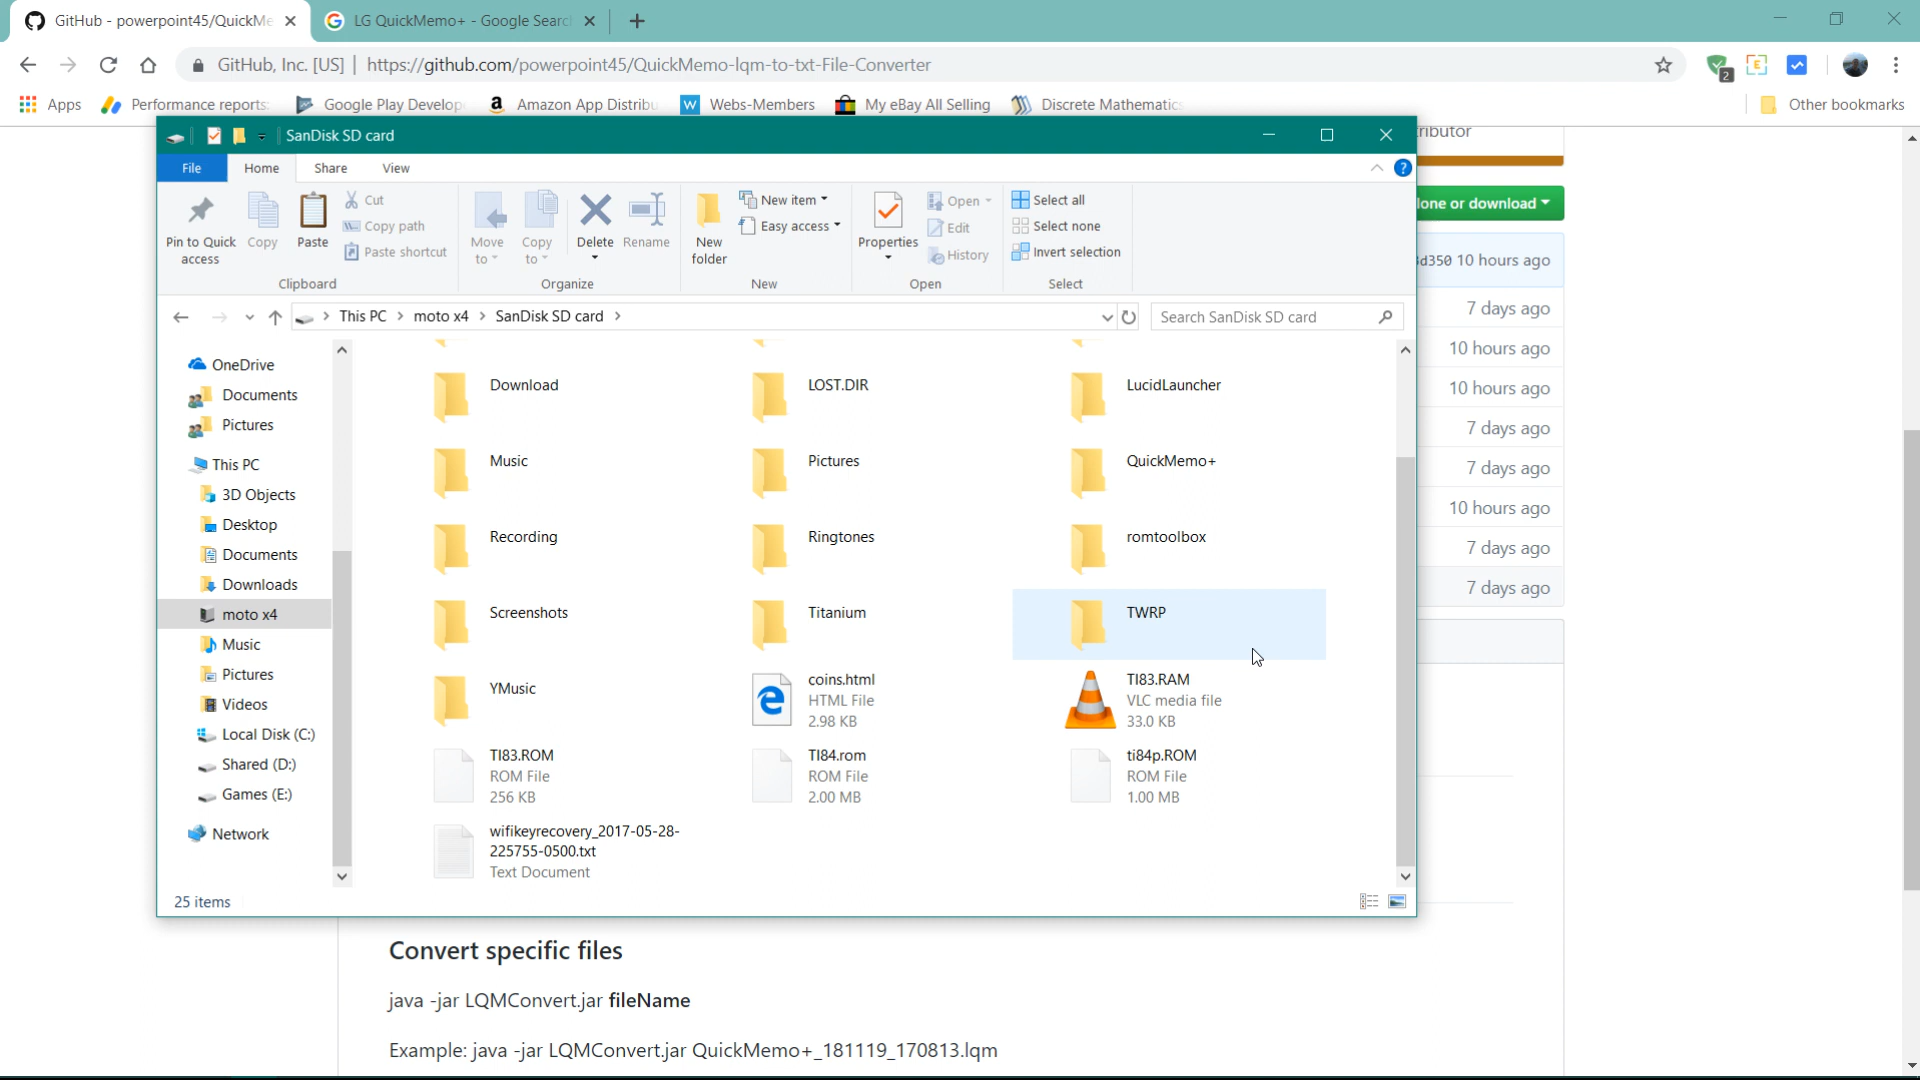 GitHub - powerpoint45/QuickMe
LG QuickMemo+ - Google Searc
GitHub, Inc. [US] | https://github.com/powerpoint45/QuickMemo-lqm-to-txt-File-Converter
2
Apps
Performance reports:
Google Play Develop
Amazon App Distribu
Webs-Members
My eBay All Selling
Discrete Mathematics
Other bookmarks
SanDisk SD card
File
Home
Share
View
Pin to Quick access
Copy
Paste
Cut
Copy path
Paste shortcut
Clipboard
Move to
Copy to
Delete
Rename
Organize
New folder
New item
Easy access
New
Properties
Open
Edit
History
Open
Select all
Select none
Invert selection
Select
This PC > moto x4 > SanDisk SD card >
Search SanDisk SD card
OneDrive
Documents
Pictures
This PC
3D Objects
Desktop
Documents
Downloads
moto x4
Music
Pictures
Videos
Local Disk (C:)
Shared (D:)
Games (E:)
Network
Download
LOST.DIR
LucidLauncher
Music
Pictures
QuickMemo+
Recording
Ringtones
romtoolbox
Screenshots
Titanium
TWRP
YMusic
coins.html
HTML File
2.98 KB
TI83.RAM
VLC media file
33.0 KB
TI83.ROM
ROM File
256 KB
TI84.rom
ROM File
2.00 MB
ti84p.ROM
ROM File
1.00 MB
wifikeyrecovery_2017-05-28-
225755-0500.txt
Text Document
25 items
ributor
lone or download
d350 10 hours ago
7 days ago
10 hours ago
10 hours ago
7 days ago
7 days ago
10 hours ago
7 days ago
7 days ago
Convert specific files
java -jar LQMConvert.jar fileName
Example: java -jar LQMConvert.jar QuickMemo+_181119_170813.lqm